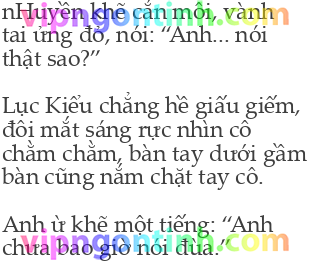 nHuyền khẽ cắn môi, vành
tai ửng đỏ, nói: “Anh... nói
thật sao?”
Lục Kiểu chẳng hề giấu giếm,
đôi mắt sáng rực nhìn cô
chằm chằm, bàn tay dưới gầm
bàn cũng nắm chặt tay cô.
Anh ừ khẽ một tiếng: “Anh
chưa bao giờ nói đùa.”
vipngontinh.com
vipngontinh.com